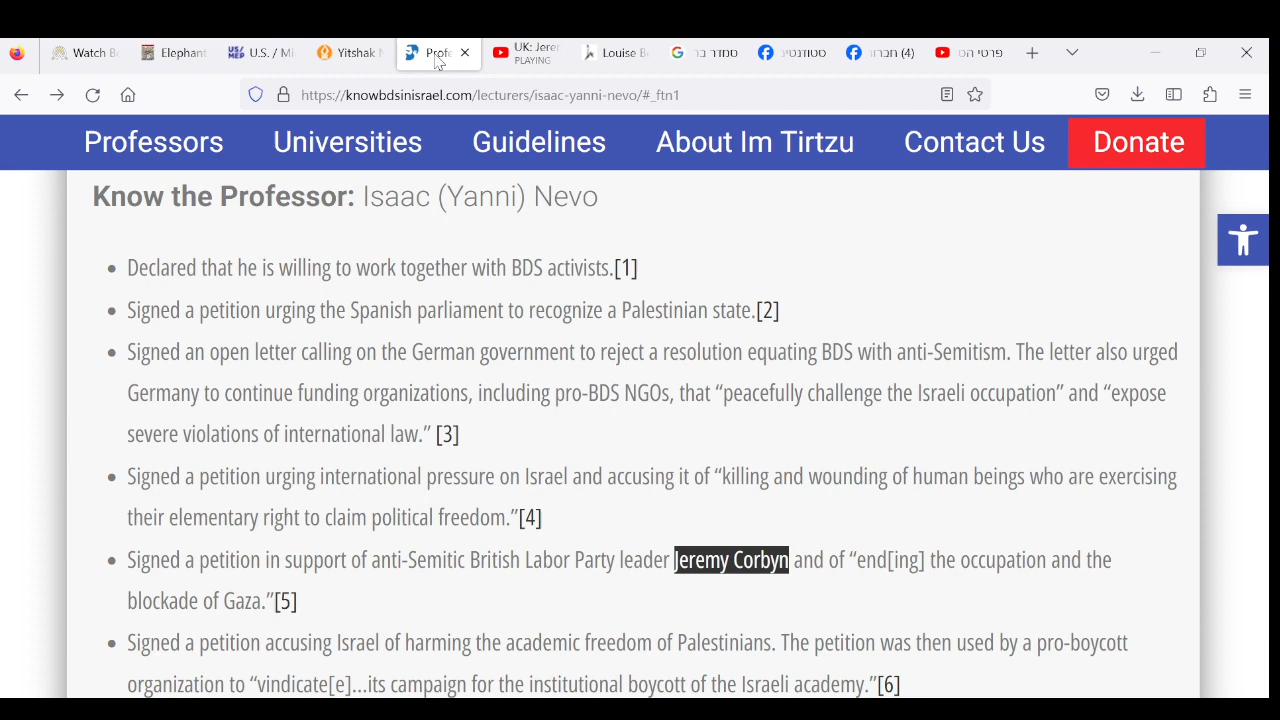 Watch B
Elephant
U.S. / Mi
Yitshak N
Profe
UK: Jer
PLAYING
Louise B
סמדר בר
סטודנטי
(4) חברו
פרטי הס
https://knowbdsinisrael.com/lecturers/isaac-yanni-nevo/#_ftn1
Professors Universities Guidelines About Im Tirtzu Contact Us Donate
Know the Professor: Isaac (Yanni) Nevo
• Declared that he is willing to work together with BDS activists.[1]
• Signed a petition urging the Spanish parliament to recognize a Palestinian state.[2]
• Signed an open letter calling on the German government to reject a resolution equating BDS with anti-Semitism. The letter also urged
Germany to continue funding organizations, including pro-BDS NGOs, that “peacefully challenge the Israeli occupation” and “expose
severe violations of international law.” [3]
• Signed a petition urging international pressure on Israel and accusing it of “killing and wounding of human beings who are exercising
their elementary right to claim political freedom.”[4]
• Signed a petition in support of anti-Semitic British Labor Party leader Jeremy Corbyn and of “end[ing] the occupation and the
blockade of Gaza.”[5]
• Signed a petition accusing Israel of harming the academic freedom of Palestinians. The petition was then used by a pro-boycott
organization to “vindicate[e]...its campaign for the institutional boycott of the Israeli academy.”[6]